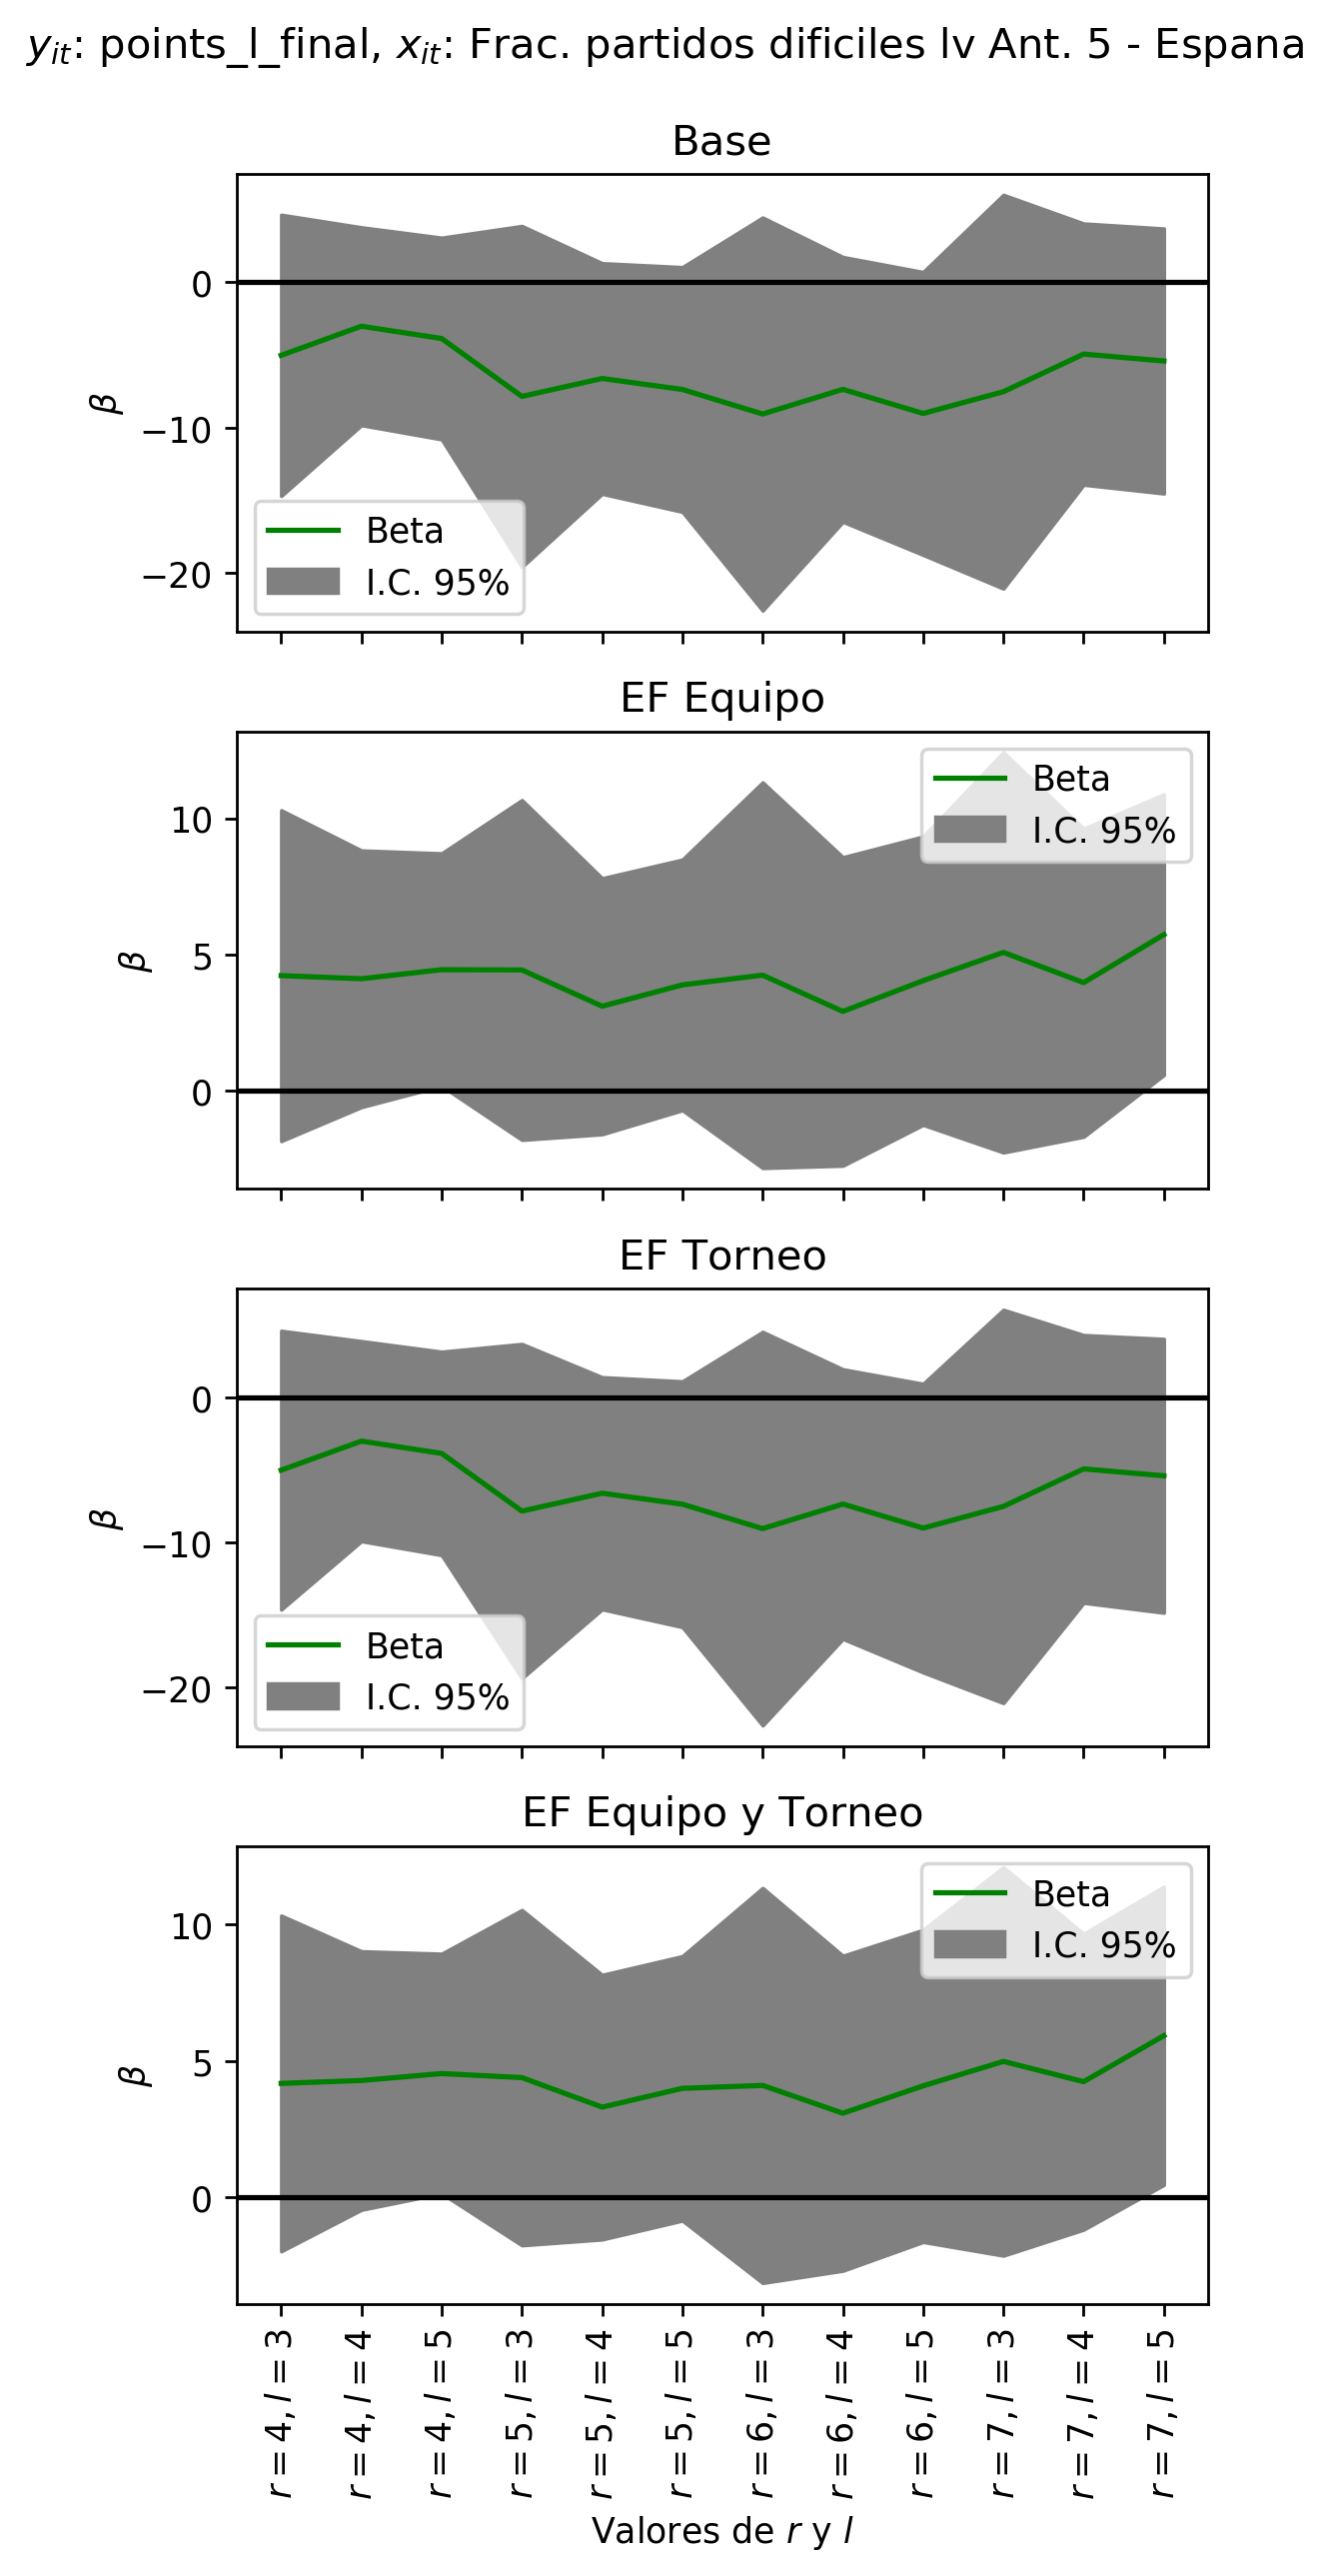 y_it: points_l_final, x_it: Frac. partidos dificiles lv Ant. 5 - Espana
Base
0
−10
−20
β
Beta
I.C. 95%
EF Equipo
10
5
0
β
Beta
I.C. 95%
EF Torneo
0
−10
−20
β
Beta
I.C. 95%
EF Equipo y Torneo
10
5
0
β
Beta
I.C. 95%
r = 4, l = 3
r = 4, l = 4
r = 4, l = 5
r = 5, l = 3
r = 5, l = 4
r = 5, l = 5
r = 6, l = 3
r = 6, l = 4
r = 6, l = 5
r = 7, l = 3
r = 7, l = 4
r = 7, l = 5
Valores de r y l